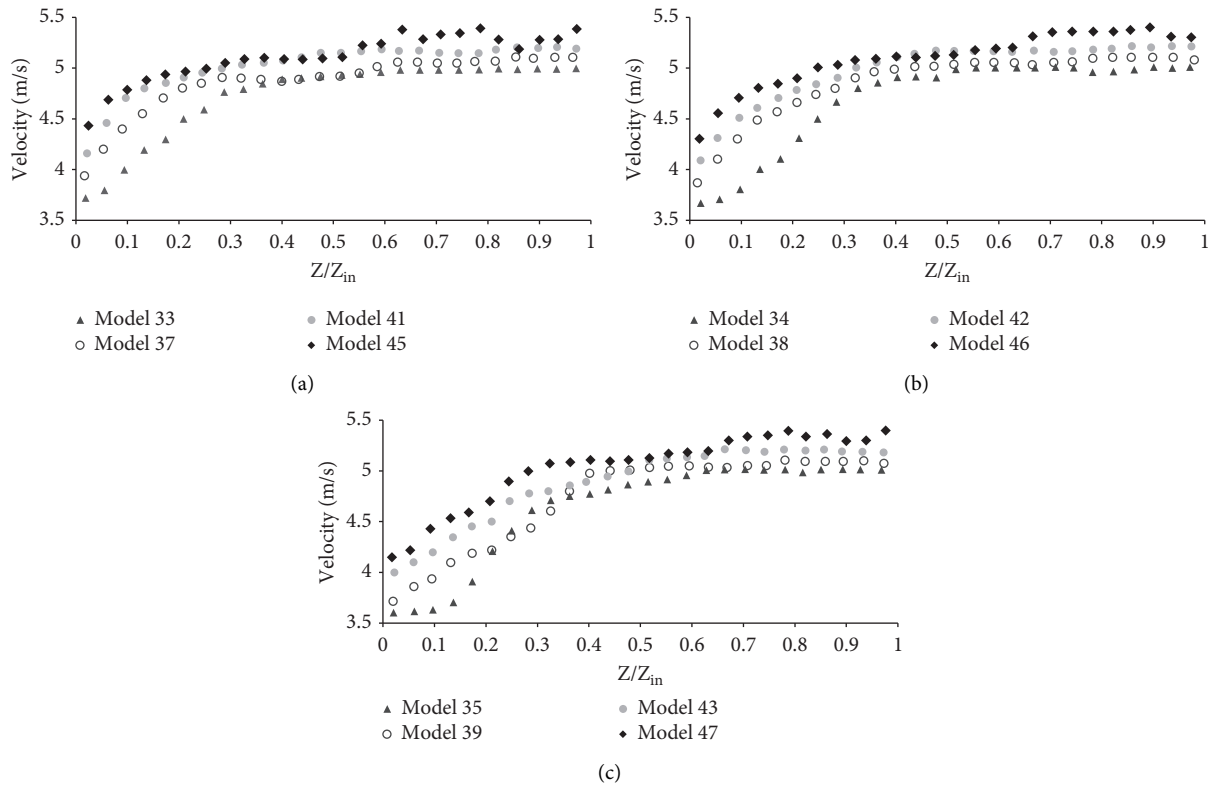 5.5
5
4.5
4
3.5
Velocity (m/s)
0 0.1 0.2 0.3 0.4 0.5 0.6 0.7 0.8 0.9 1
Z/Zin
Model 33 Model 41
Model 37 Model 45
(a)
5.5
5
4.5
4
3.5
Velocity (m/s)
0 0.1 0.2 0.3 0.4 0.5 0.6 0.7 0.8 0.9 1
Z/Zin
Model 34 Model 42
Model 38 Model 46
(b)
5.5
5
4.5
4
3.5
Velocity (m/s)
0 0.1 0.2 0.3 0.4 0.5 0.6 0.7 0.8 0.9 1
Z/Zin
Model 35 Model 43
Model 39 Model 47
(c)